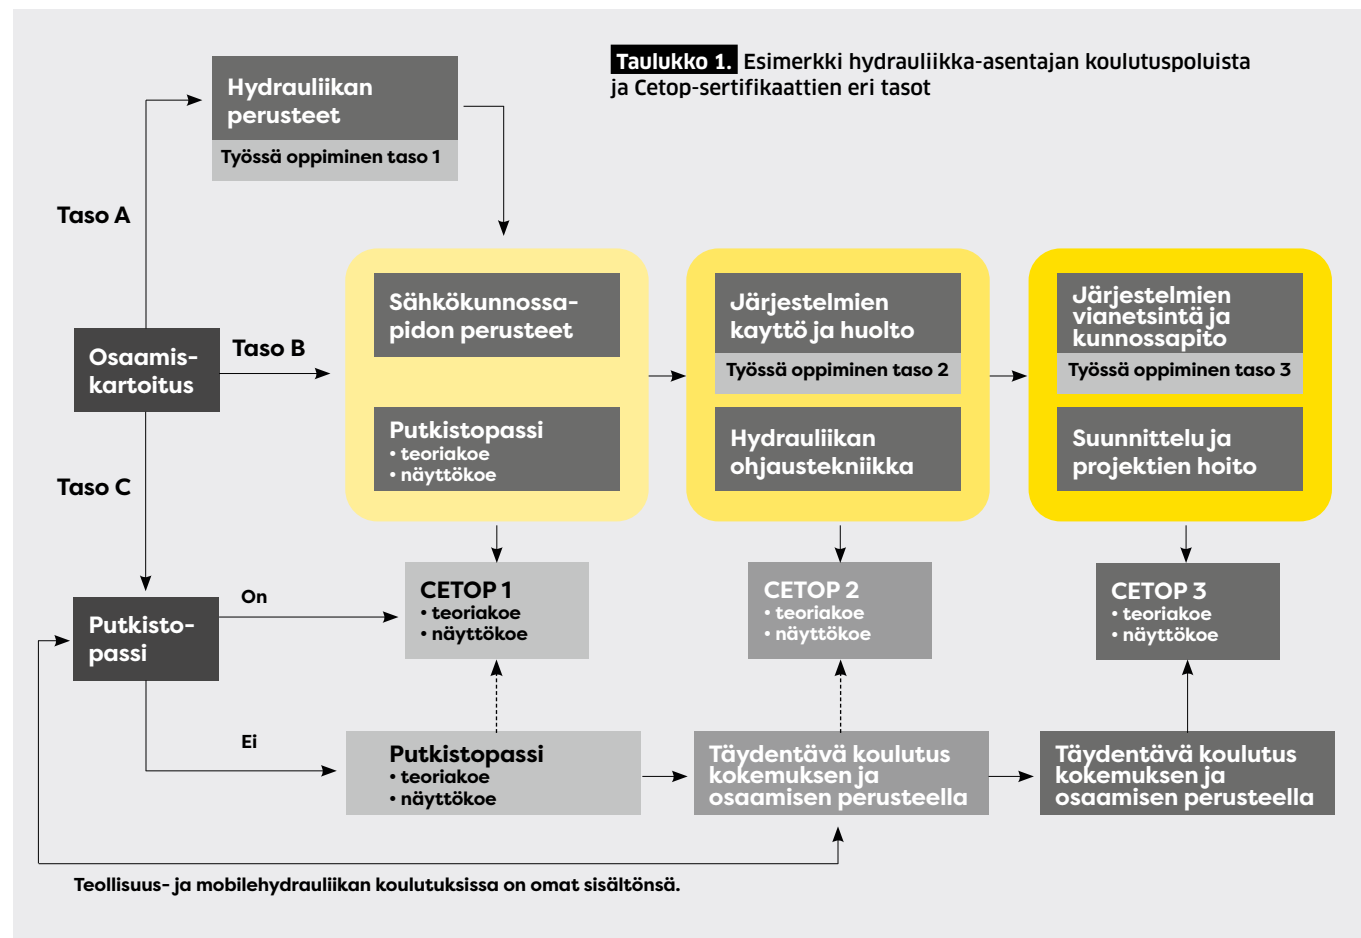 Taulukko 1. Esimerkki hydrauliikka-asentajan koulutuspoluista
ja Cetop-sertifikaattien eri tasot
Hydrauliikan
perusteet
Työssä oppiminen taso 1
Taso A
Osaamis-
kartoitus
Taso B
Taso C
Sähkökunnossa-
pidon perusteet
Putkistopassi
• teoriakoe
• näyttökoe
Järjestelmien
kayttö ja huolto
Työssä oppiminen taso 2
Hydrauliikan
ohjaustekniikka
Järjestelmien
vianetsintä ja
kunnossapito
Työssä oppiminen taso 3
Suunnittelu ja
projektien hoito
Putkisto-
passi
On
Ei
CETOP 1
• teoriakoe
• näyttökoe
CETOP 2
• teoriakoe
• näyttökoe
CETOP 3
• teoriakoe
• näyttökoe
Putkistopassi
• teoriakoe
• näyttökoe
Täydentävä koulutus
kokemuksen ja
osaamisen perusteella
Täydentävä koulutus
kokemuksen ja
osaamisen perusteella
Teollisuus- ja mobilehydrauliikan koulutuksissa on omat sisältönsä.